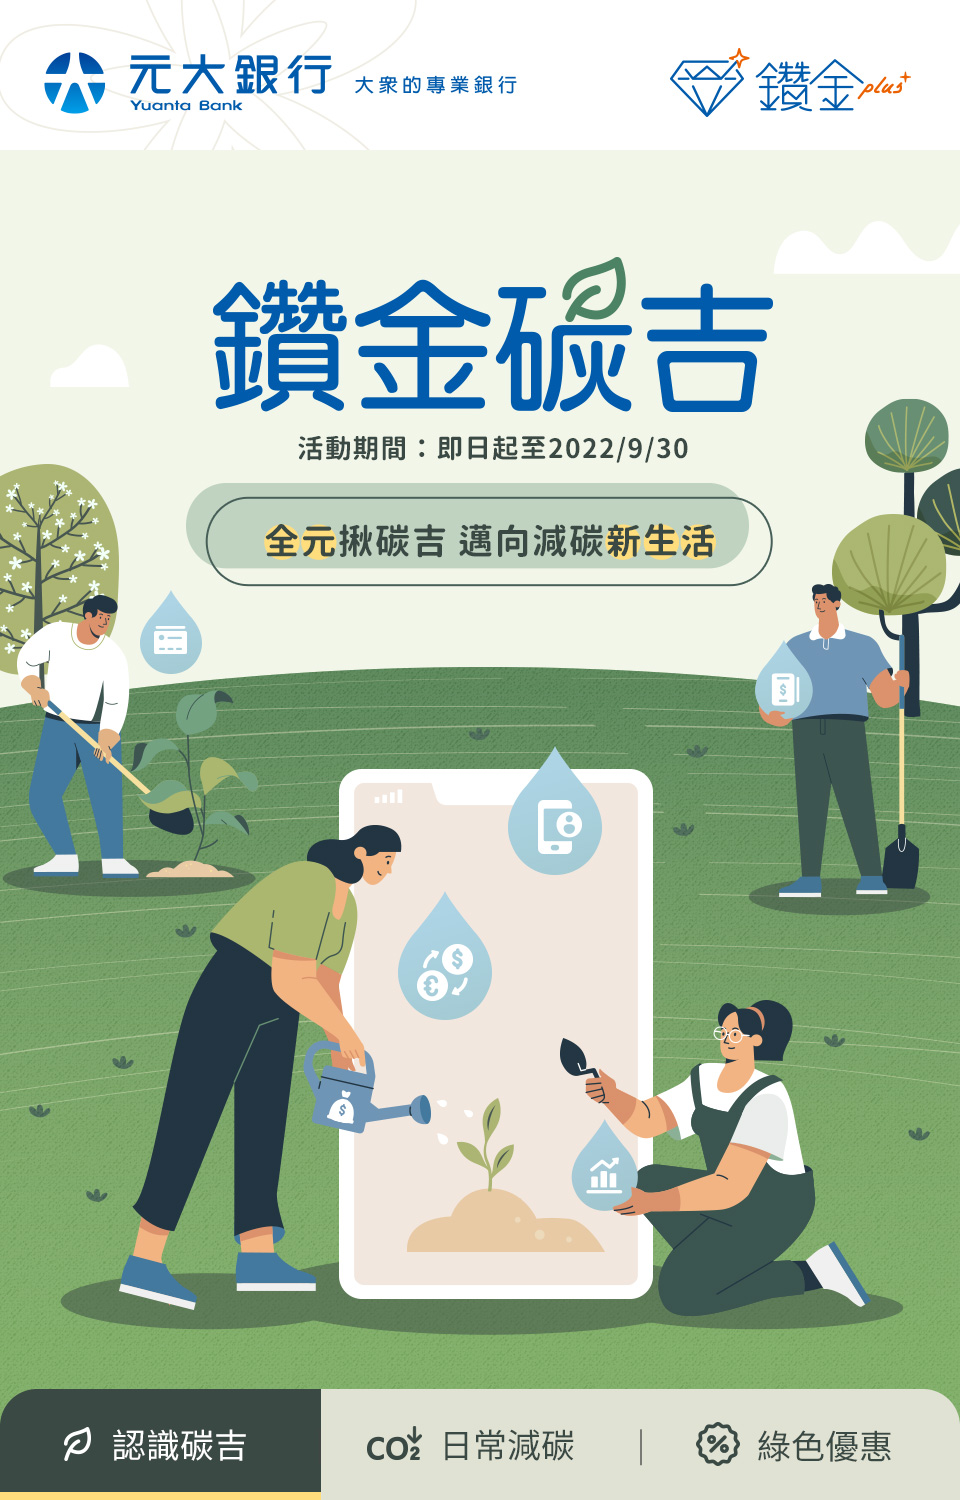 元大銀行
Yuanta Bank
大眾的專業銀行
鑽金plus
鑽金碳吉
活動期間：即日起至2022/9/30
全元揪碳吉 邁向減碳新生活
$
$
€
$
認識碳吉
CO2 日常減碳
% 綠色優惠